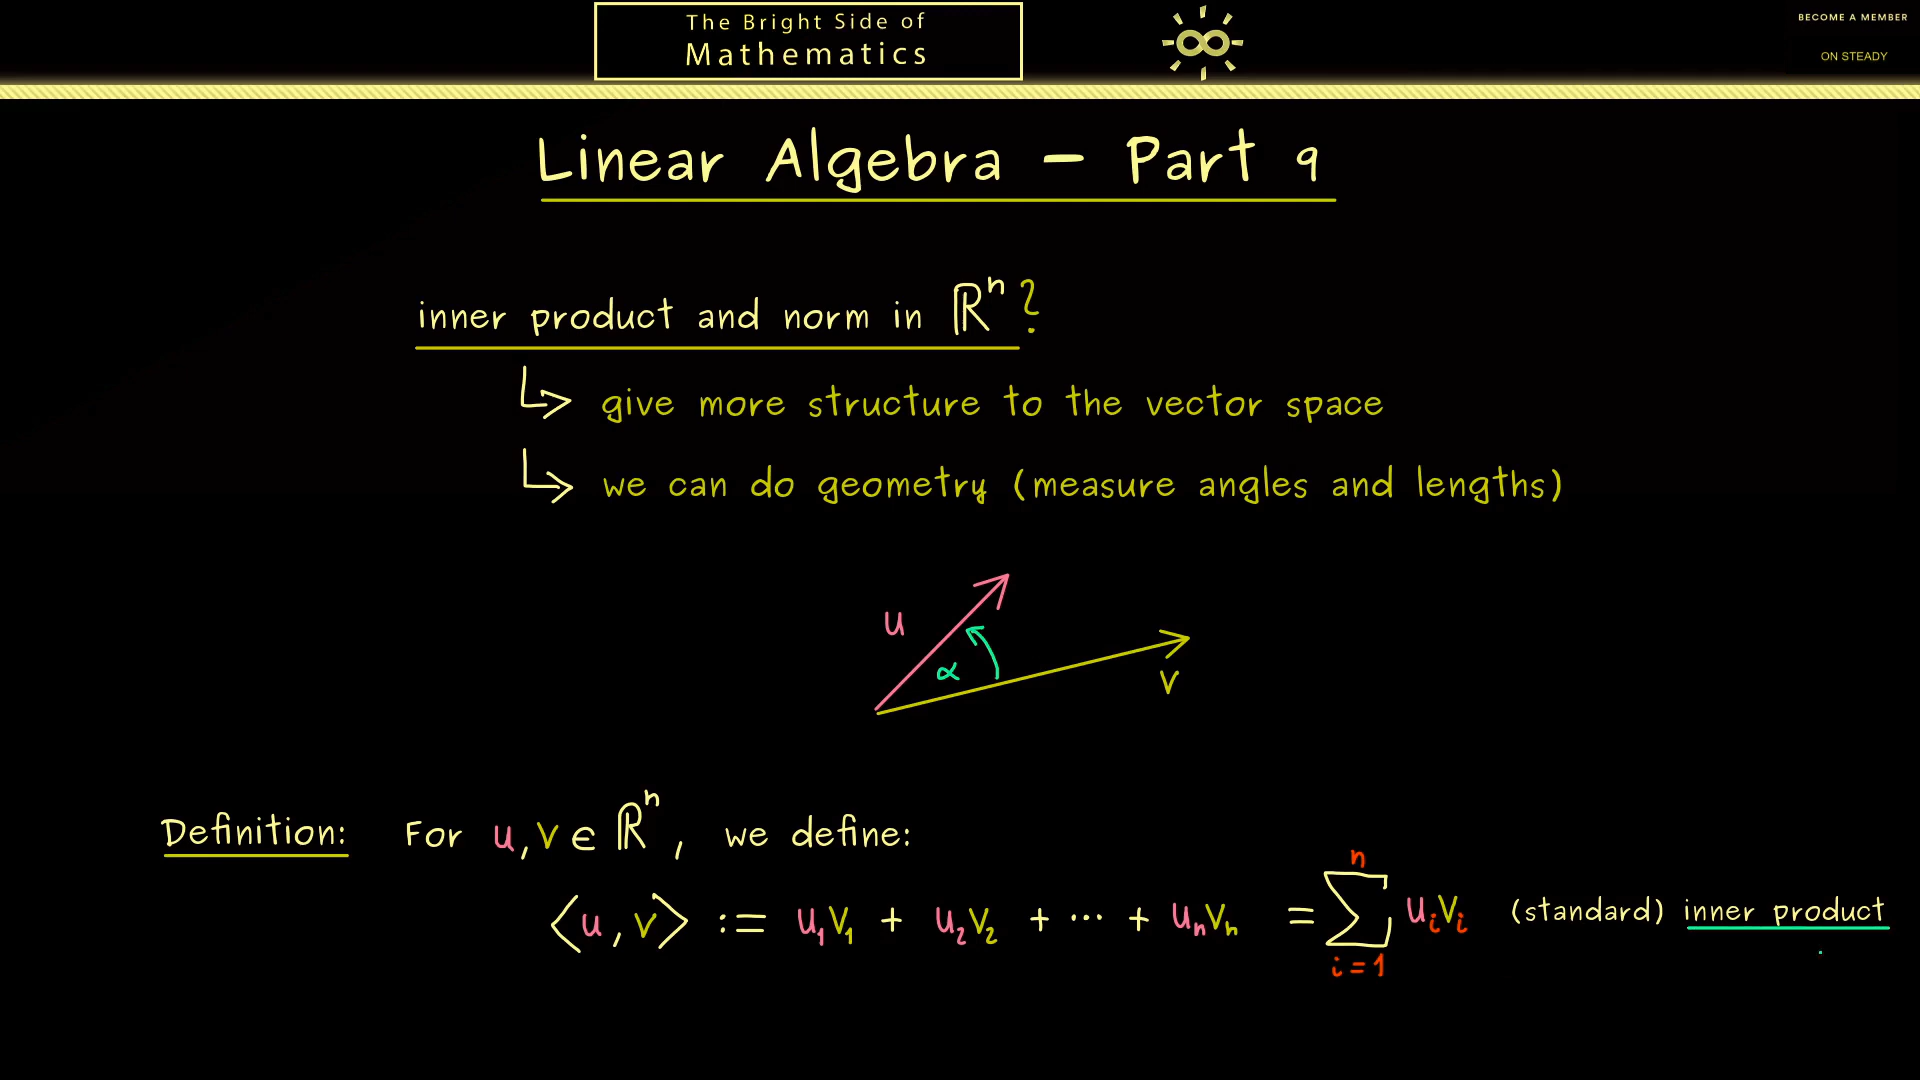 The Bright Side of
Mathematics
BECOME A MEMBER
ON STEADY
Linear Algebra – Part 9
inner product and norm in ℝⁿ?
give more structure to the vector space
we can do geometry (measure angles and lengths)
u
α
v
Definition: For u, v ∈ ℝⁿ, we define:
⟨u, v⟩ := u₁v₁ + u₂v₂ + ⋯ + uₙvₙ = ∑ⁿᵢ₌₁ uᵢvᵢ (standard) inner product